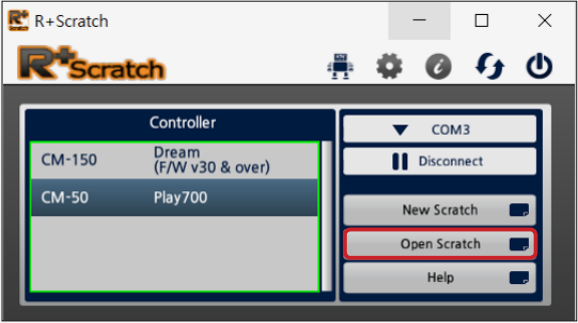 R+Scratch
R+Scratch
Controller
CM-150 Dream
(F/W v30 & over)
CM-50 Play700
COM3
Disconnect
New Scratch
Open Scratch
Help